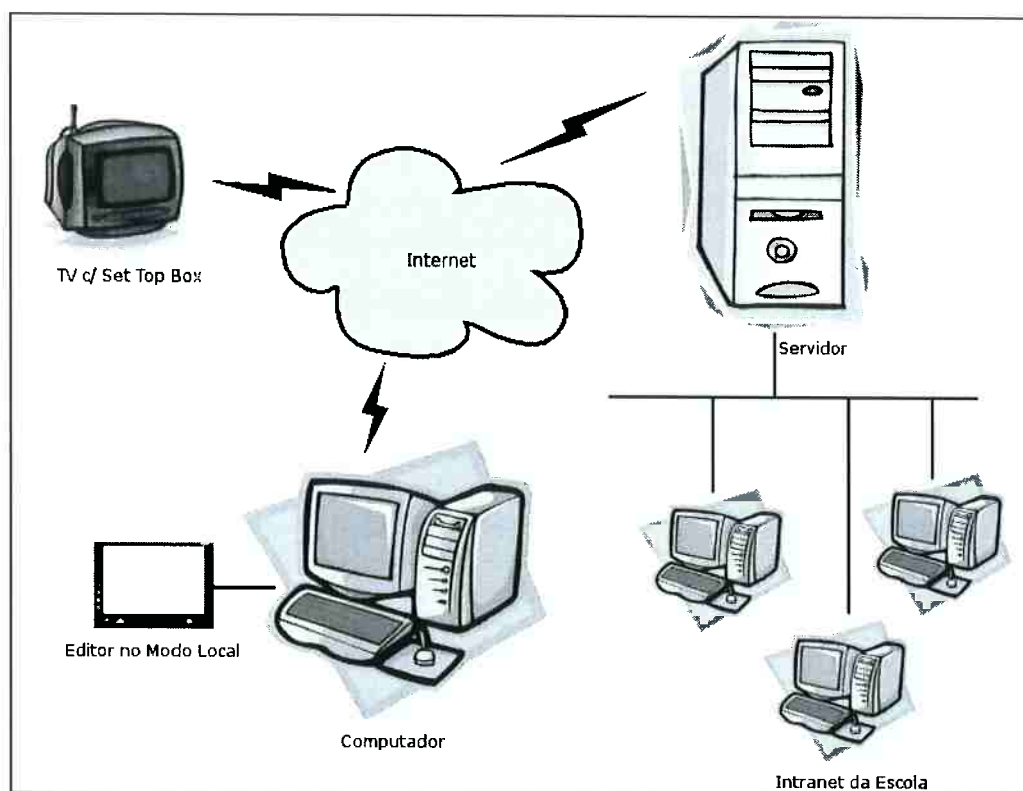 TV c/ Set Top Box
Internet
Servidor
Editor no Modo Local
Computador
Intranet da Escola